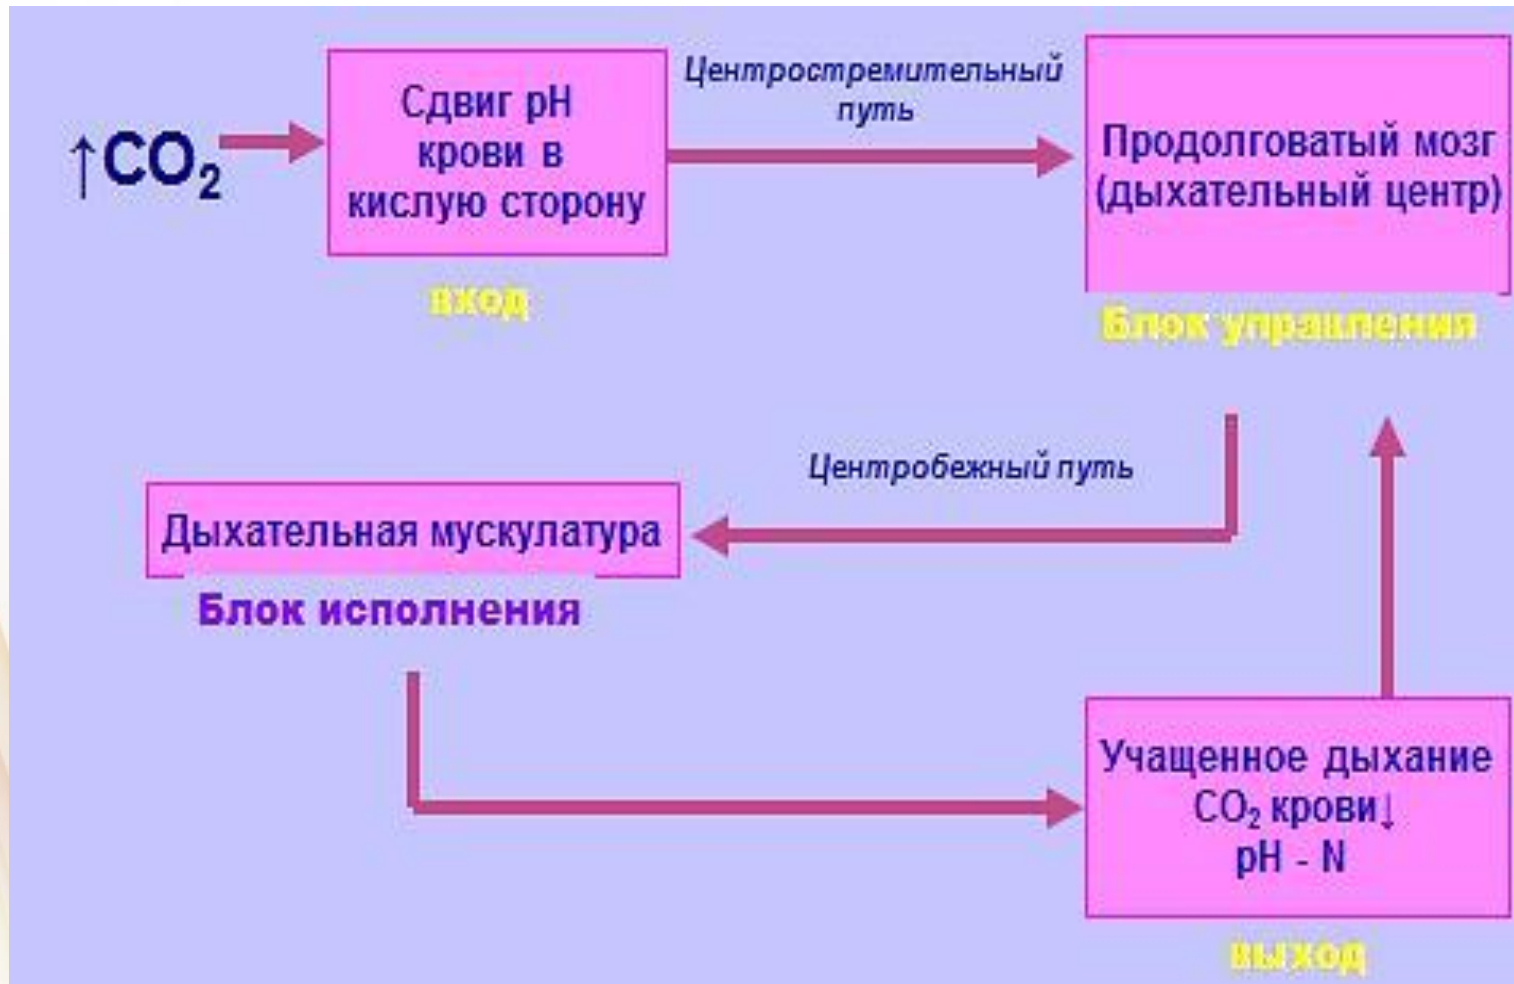 ↑CO₂
Сдвиг pH
крови в
кислую сторону
вход
Центростремительный
путь
Продолговатый мозг
(дыхательный центр)
Блок управления
Центробежный путь
Дыхательная мускулатура
Блок исполнения
Учащенное дыхание
CO₂ крови↓
pH - N
выход